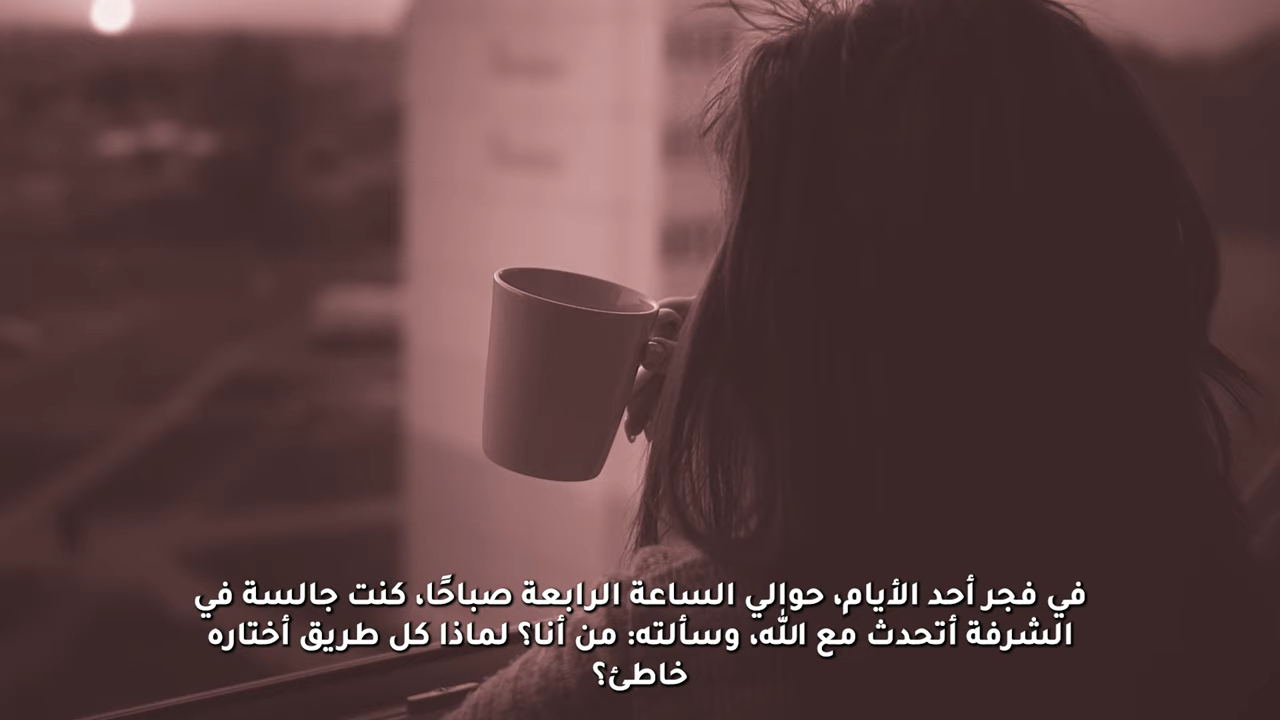 في فجر أحد الأيام، حوالي الساعة الرابعة صباحًا، كنت جالسة في
الشرفة أتحدث مع الله، وسألته: من أنا؟ لماذا كل طريق أختاره
خاطئ؟